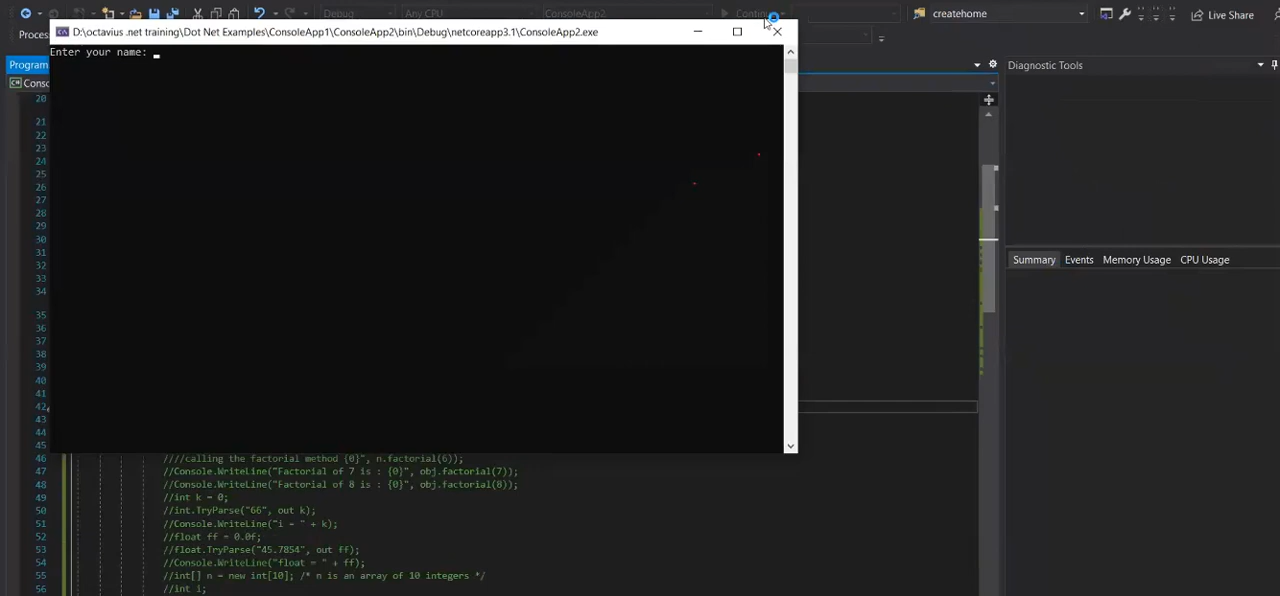 Debug
Any CPU
ConsoleApp2
Continue
createhome
Live Share
D:\octavius .net training\Dot Net Examples\ConsoleApp1\ConsoleApp2\bin\Debug\netcoreapp3.1\ConsoleApp2.exe
Enter your name:
Diagnostic Tools
Summary Events Memory Usage CPU Usage
20
21
22
23
24
25
26
27
28
29
30
31
32
33
34
35
36
37
38
39
40
41
42
43
44
45
46 ////calling the factorial method {0}", n.factorial(6));
47 //Console.WriteLine("Factorial of 7 is : {0}", obj.factorial(7));
48 //Console.WriteLine("Factorial of 8 is : {0}", obj.factorial(8));
49 //int k = 0;
50 //int.TryParse("66", out k);
51 //Console.WriteLine("i = " + k);
52 //float ff = 0.0f;
53 //float.TryParse("45.7854", out ff);
54 //Console.WriteLine("float = " + ff);
55 //int[] n = new int[10]; /* n is an array of 10 integers */
56 //int i;